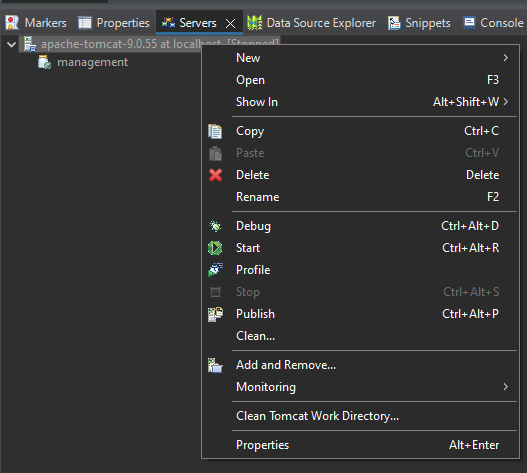 Markers Properties Servers Data Source Explorer Snippets Console
apache-tomcat-9.0.55 at localhost [Stopped]
management
New
Open F3
Show In Alt+Shift+W
Copy Ctrl+C
Paste Ctrl+V
Delete Delete
Rename F2
Debug Ctrl+Alt+D
Start Ctrl+Alt+R
Profile
Stop Ctrl+Alt+S
Publish Ctrl+Alt+P
Clean...
Add and Remove...
Monitoring
Clean Tomcat Work Directory...
Properties Alt+Enter